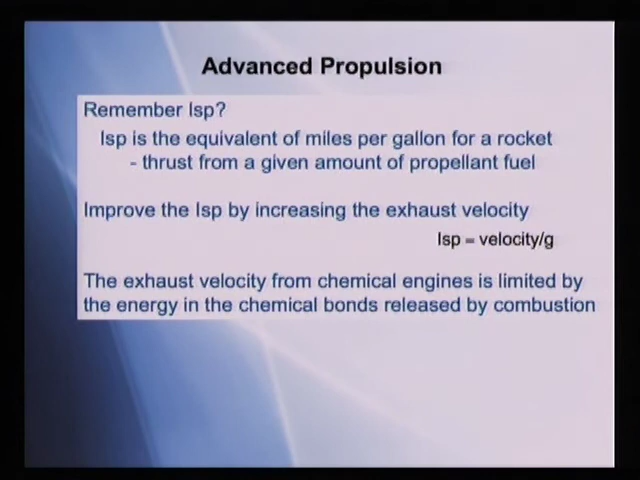 Advanced Propulsion
Remember Isp?
Isp is the equivalent of miles per gallon for a rocket
- thrust from a given amount of propellant fuel
Improve the Isp by increasing the exhaust velocity
Isp = velocity/g
The exhaust velocity from chemical engines is limited by
the energy in the chemical bonds released by combustion